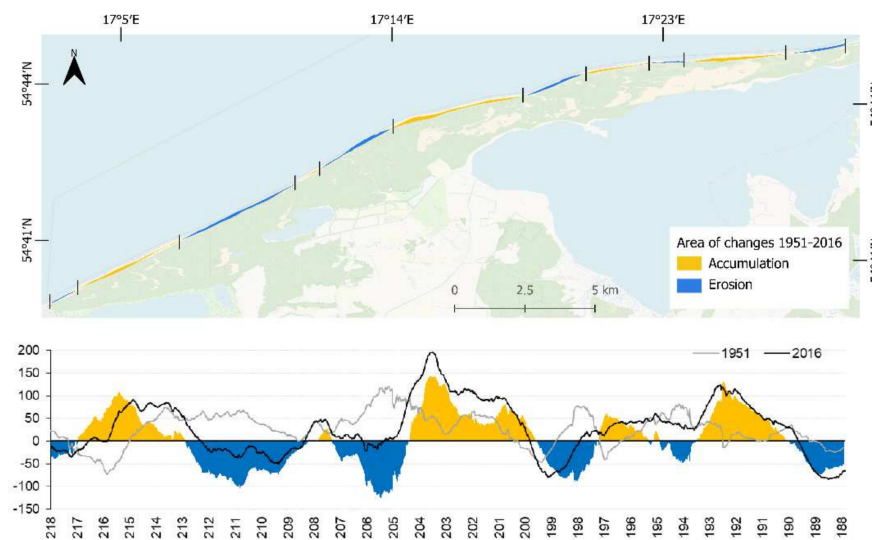 17°5'E 17°14'E 17°23'E
N
54°44'N
54°41'N
Area of changes 1951-2016
Accumulation
Erosion
0 2.5 5 km
200
150
100
50
0
-50
-100
-150
1951 2016
218 217 216 215 214 213 212 211 210 209 208 207 206 205 204 203 202 201 200 199 198 197 196 195 194 193 192 191 190 189 188